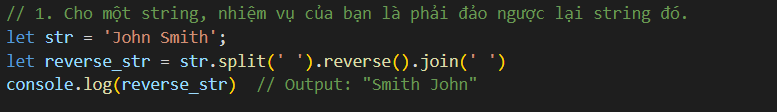 // 1. Cho một string, nhiệm vụ của bạn là phải đảo ngược lại string đó.
let str = 'John Smith';
let reverse_str = str.split(' ').reverse().join(' ')
console.log(reverse_str)  // Output: "Smith John"